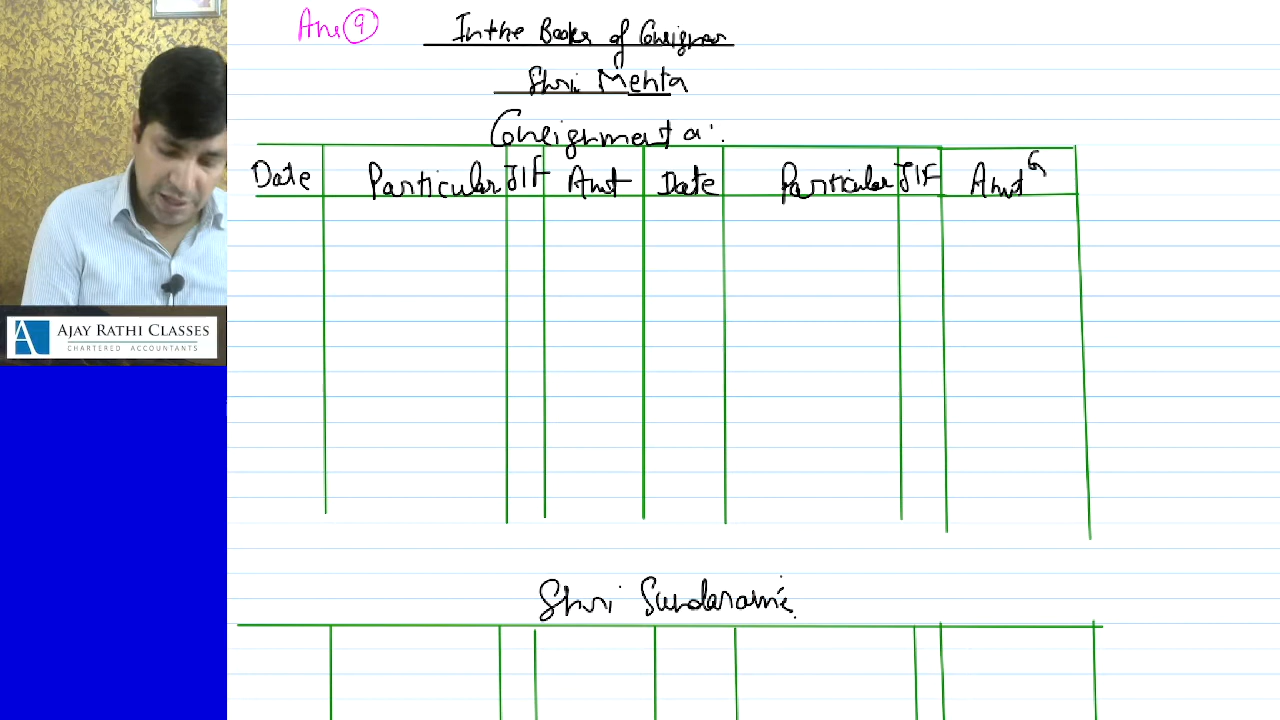 Ans 9
In the Books of Consignor
Shri Mehta
Consignment a/c
Date Particular J/F Amt Date Particular J/F Amt
Shri Sundaram's
AJAY RATHI CLASSES
CHARTERED ACCOUNTANTS